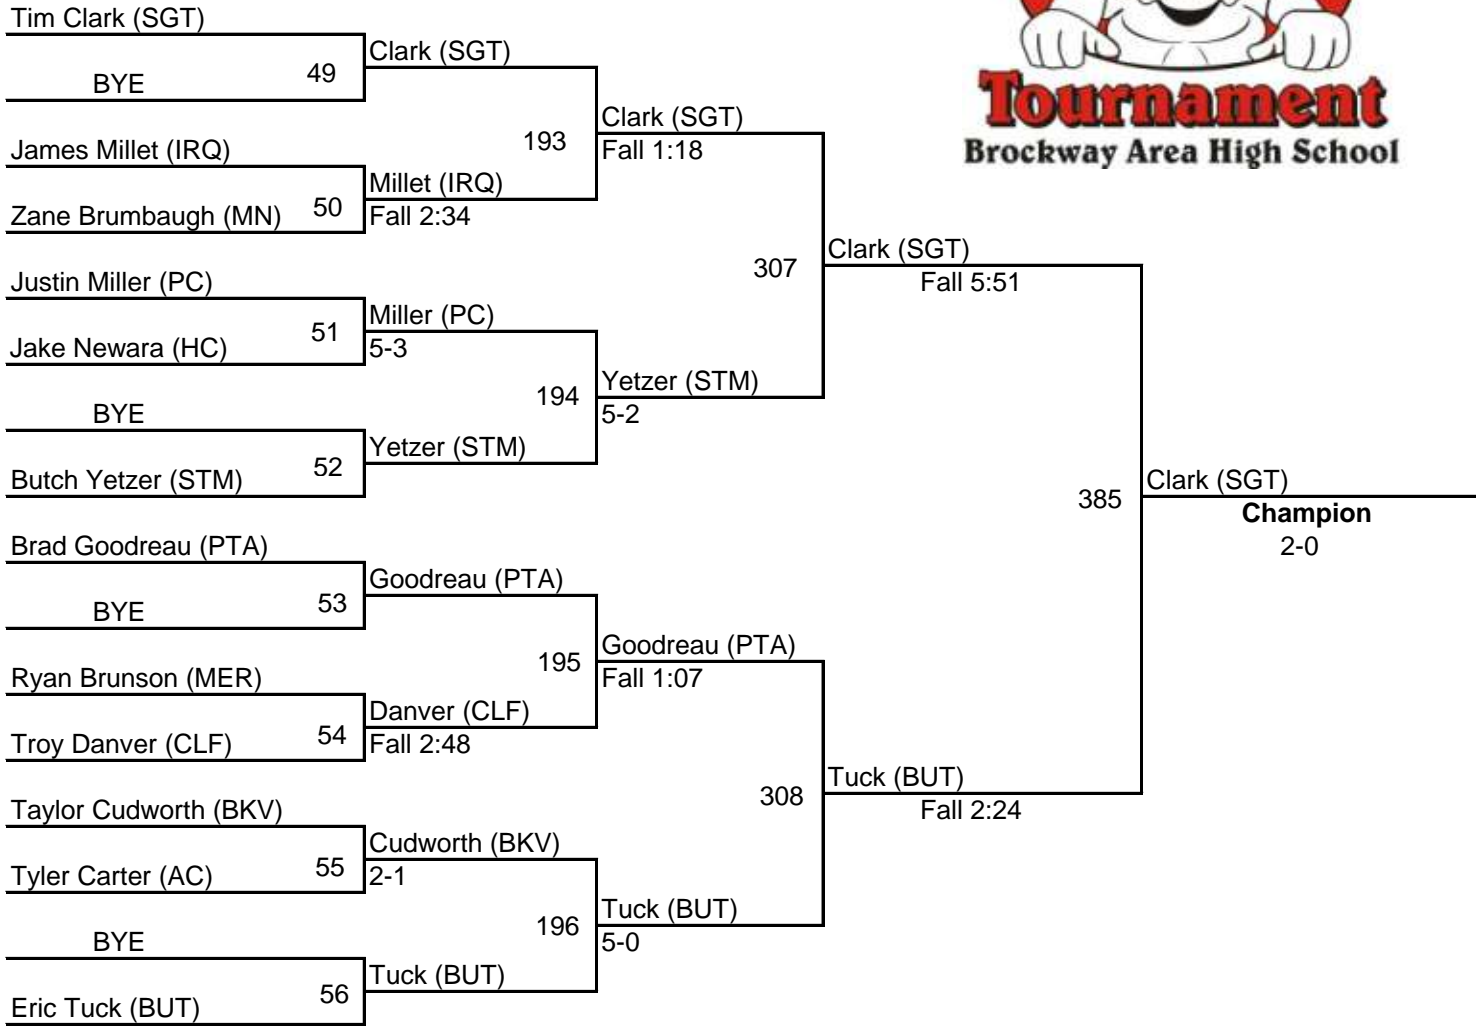 Tournament
Brockway Area High School
Tim Clark (SGT)
BYE
49
Clark (SGT)
James Millet (IRQ)
Zane Brumbaugh (MN)
50
Millet (IRQ)
Fall 2:34
193
Clark (SGT)
Fall 1:18
Justin Miller (PC)
Jake Newara (HC)
51
Miller (PC)
5-3
BYE
Butch Yetzer (STM)
52
Yetzer (STM)
194
Yetzer (STM)
5-2
307
Clark (SGT)
Fall 5:51
Brad Goodreau (PTA)
BYE
53
Goodreau (PTA)
Ryan Brunson (MER)
Troy Danver (CLF)
54
Danver (CLF)
Fall 2:48
195
Goodreau (PTA)
Fall 1:07
Taylor Cudworth (BKV)
Tyler Carter (AC)
55
Cudworth (BKV)
2-1
BYE
Eric Tuck (BUT)
56
Tuck (BUT)
196
Tuck (BUT)
5-0
308
Tuck (BUT)
Fall 2:24
385
Clark (SGT)
Champion
2-0